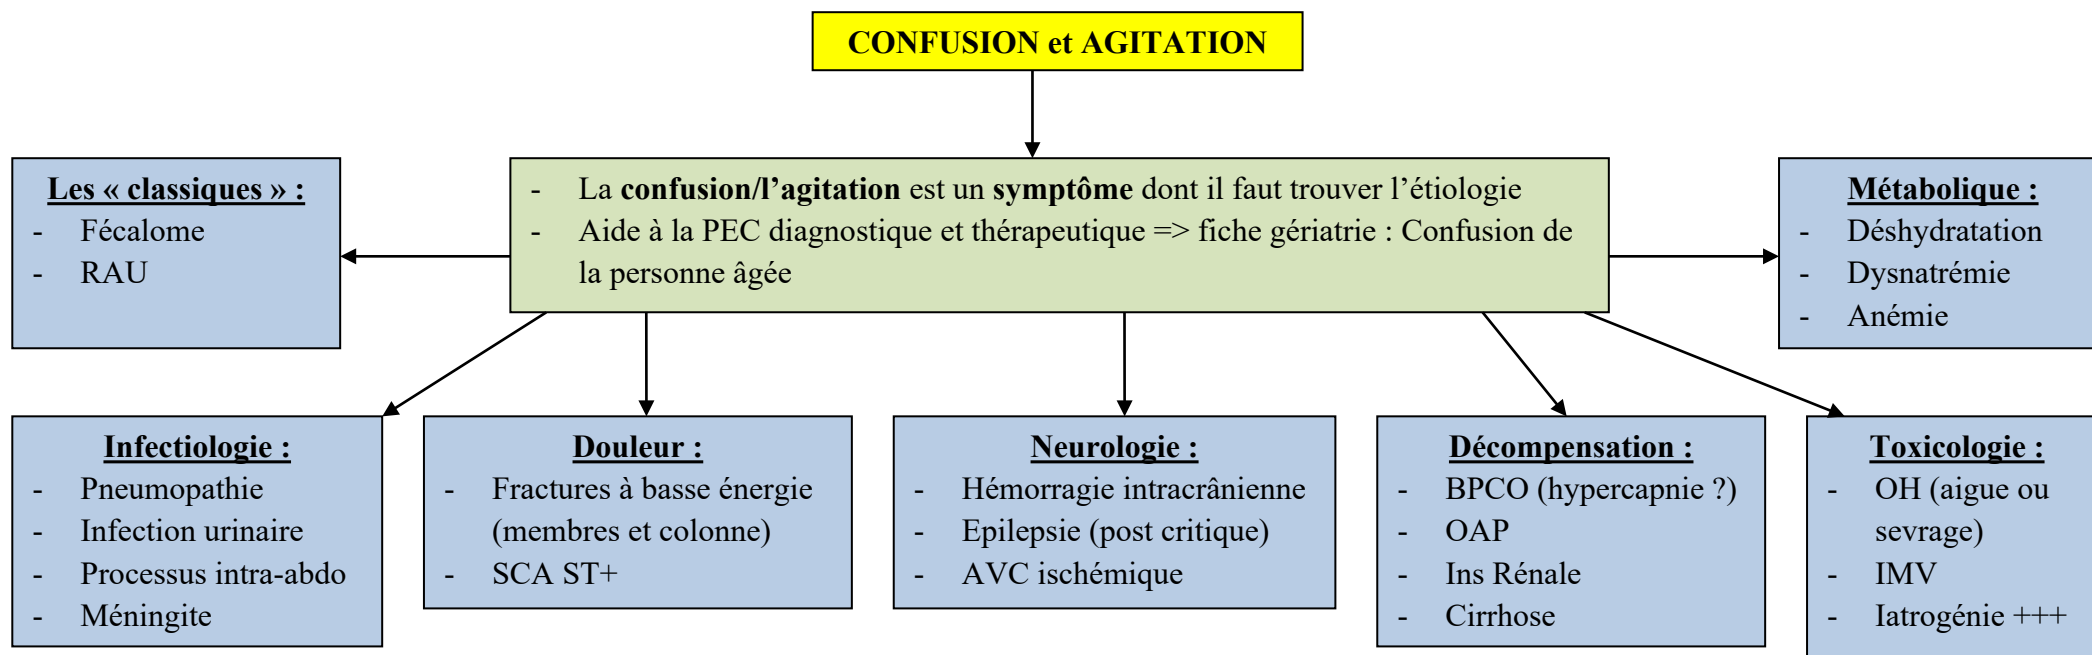 CONFUSION et AGITATION
Les « classiques » :
- Fécalome
- RAU
- La confusion/l’agitation est un symptôme dont il faut trouver l’étiologie
- Aide à la PEC diagnostique et thérapeutique => fiche gériatrie : Confusion de
la personne âgée
Métabolique :
- Déshydratation
- Dysnatrémie
- Anémie
Infectiologie :
- Pneumopathie
- Infection urinaire
- Processus intra-abdo
- Méningite
Douleur :
- Fractures à basse énergie
(membres et colonne)
- SCA ST+
Neurologie :
- Hémorragie intracrânienne
- Epilepsie (post critique)
- AVC ischémique
Décompensation :
- BPCO (hypercapnie ?)
- OAP
- Ins Rénale
- Cirrhose
Toxicologie :
- OH (aigue ou
sevrage)
- IMV
- Iatrogénie +++